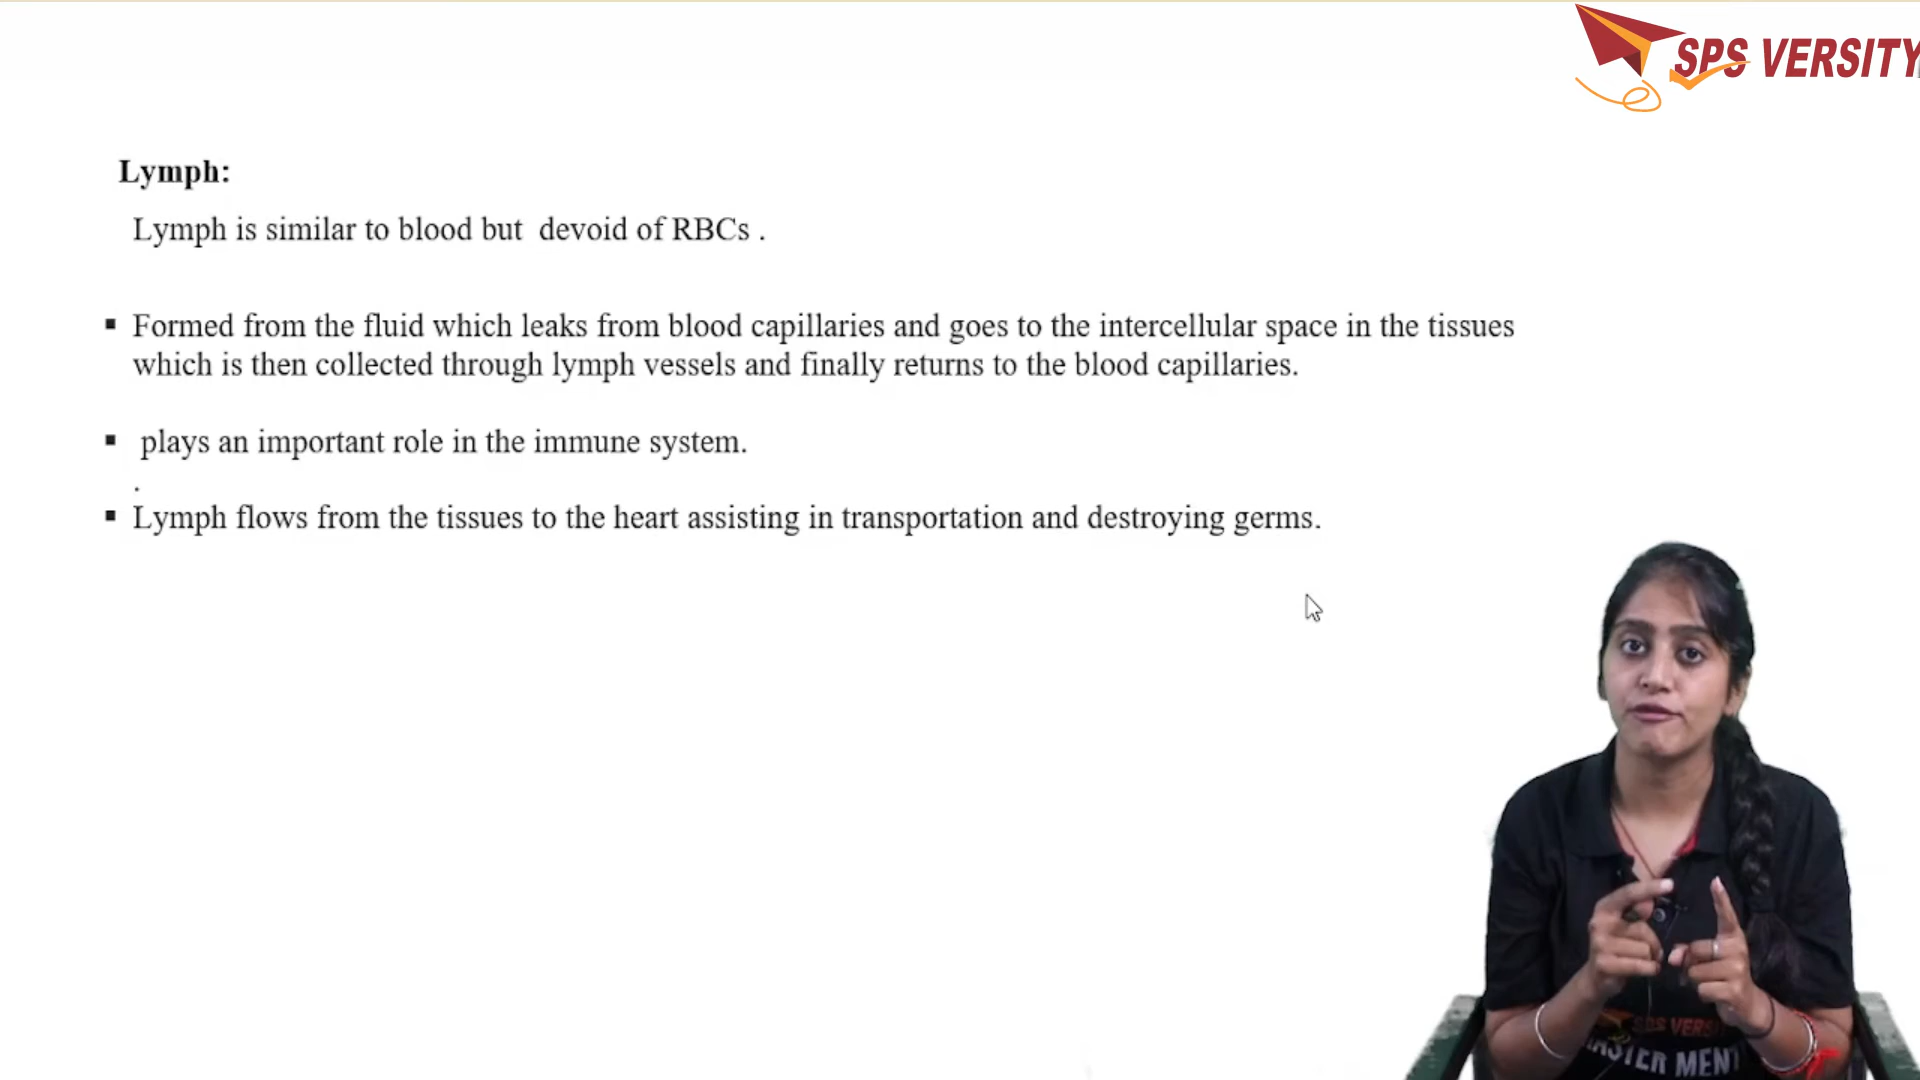 SPS VERSITY
Lymph:
Lymph is similar to blood but devoid of RBCs .
▪ Formed from the fluid which leaks from blood capillaries and goes to the intercellular space in the tissues
which is then collected through lymph vessels and finally returns to the blood capillaries.
▪ plays an important role in the immune system.
.
▪ Lymph flows from the tissues to the heart assisting in transportation and destroying germs.